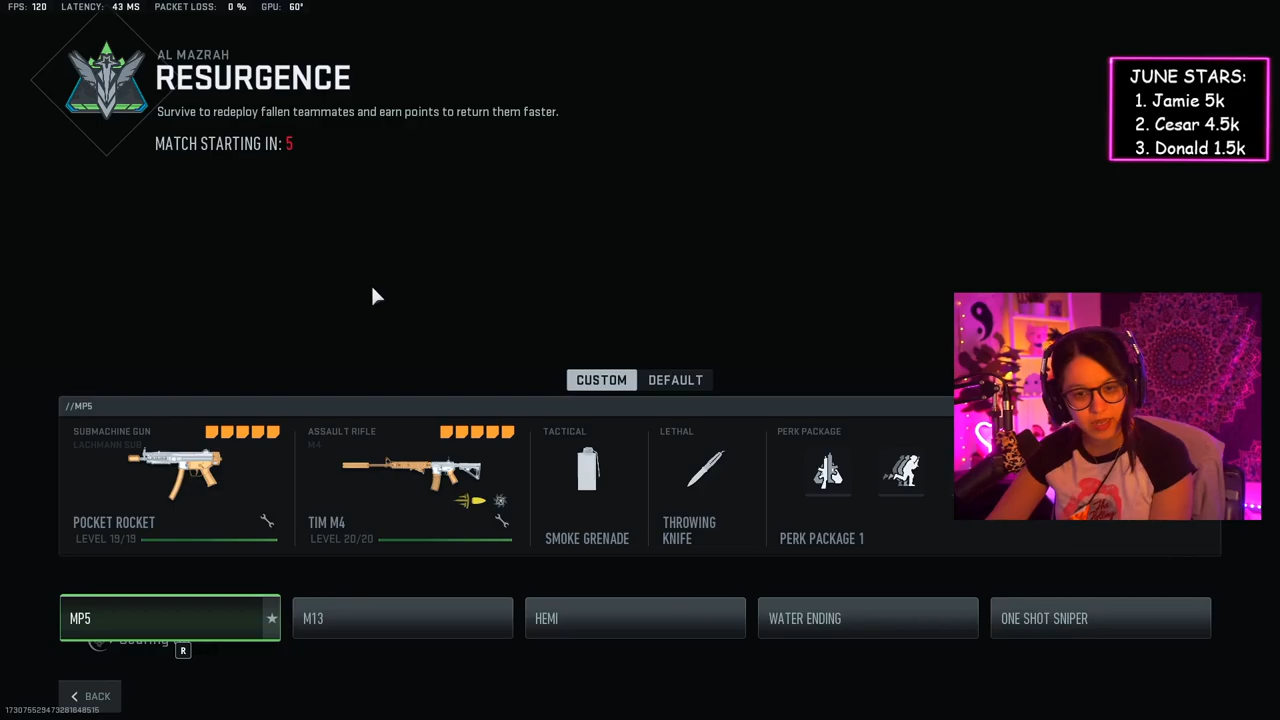 FPS: 120 LATENCY: 43 MS PACKET LOSS: 0 % GPU: 60°
AL MAZRAH
RESURGENCE
Survive to redeploy fallen teammates and earn points to return them faster.
MATCH STARTING IN: 5
JUNE STARS:
1. Jamie 5k
2. Cesar 4.5k
3. Donald 1.5k
CUSTOM DEFAULT
//MP5
SUBMACHINE GUN
LACHMANN SUB
POCKET ROCKET
LEVEL 19/19
ASSAULT RIFLE
M4
TIM M4
LEVEL 20/20
TACTICAL
SMOKE GRENADE
LETHAL
THROWING
KNIFE
PERK PACKAGE
PERK PACKAGE 1
MP5 M13 HEMI WATER ENDING ONE SHOT SNIPER
R
BACK